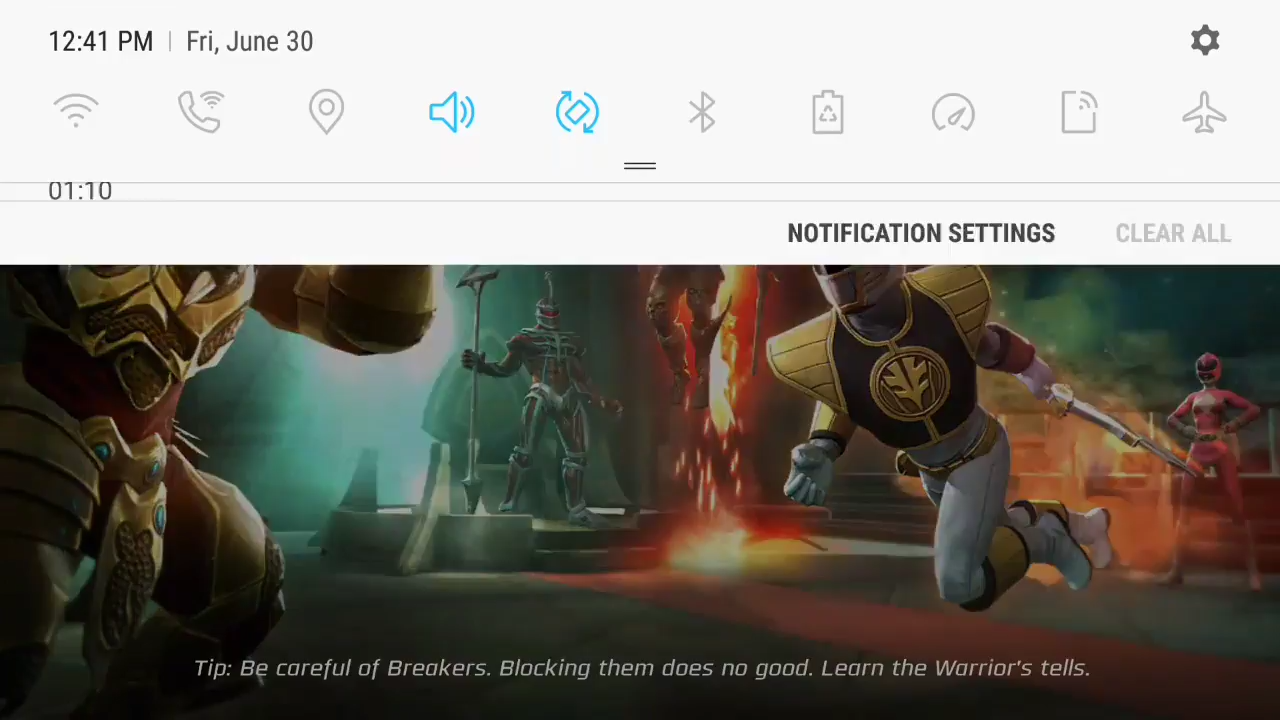 12:41 PM | Fri, June 30
01:10
NOTIFICATION SETTINGS CLEAR ALL
Tip: Be careful of Breakers. Blocking them does no good. Learn the Warrior's tells.